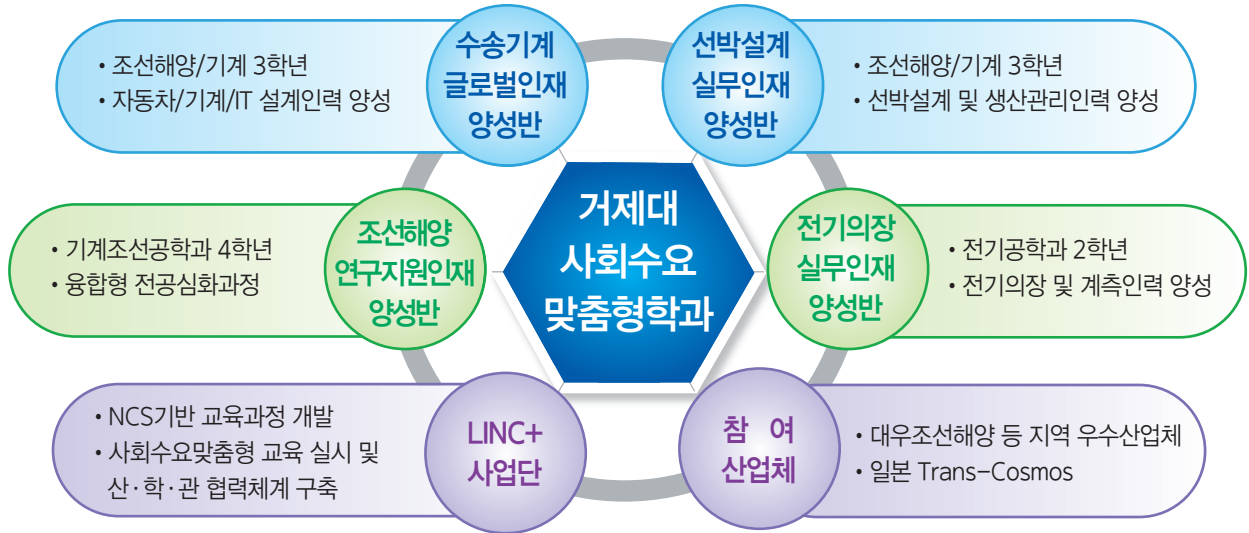 수송기계
글로벌인재
양성반
• 조선해양/기계 3학년
• 자동차/기계/IT 설계인력 양성
선박설계
실무인재
양성반
• 조선해양/기계 3학년
• 선박설계 및 생산관리인력 양성
거제대
사회수요
맞춤형학과
조선해양
연구지원인재
양성반
• 기계조선공학과 4학년
• 융합형 전공심화과정
전기의장
실무인재
양성반
• 전기공학과 2학년
• 전기의장 및 계측인력 양성
LINC+
사업단
• NCS기반 교육과정 개발
• 사회수요맞춤형 교육 실시 및
산·학·관 협력체계 구축
참 여
산업체
• 대우조선해양 등 지역 우수산업체
• 일본 Trans-Cosmos